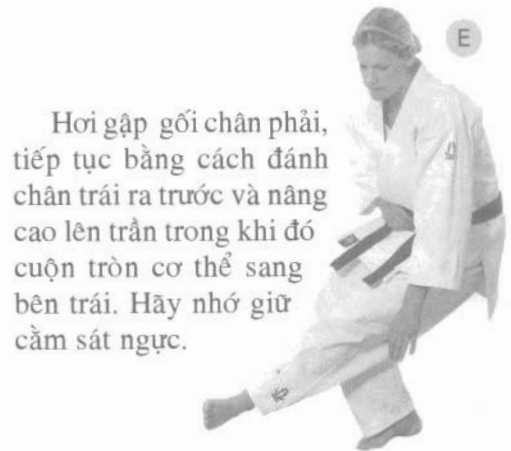 E
Hơi gập gối chân phải,
tiếp tục bằng cách đánh
chân trái ra trước và nâng
cao lên trần trong khi đó
cuộn tròn cơ thể sang
bên trái. Hãy nhớ giữ
cằm sát ngực.